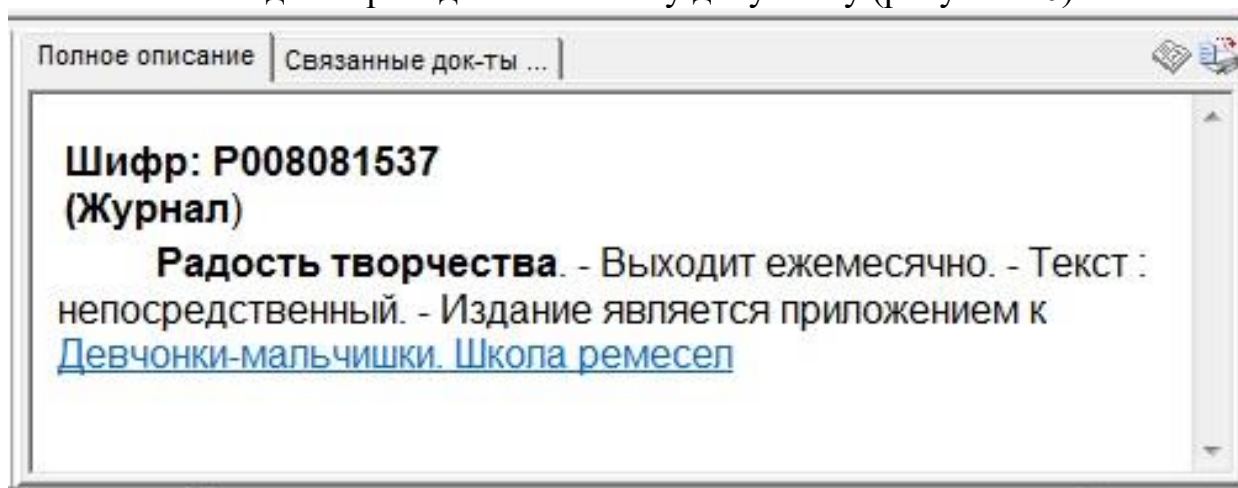 Полное описание
Связанные док-ты ...
Шифр: P008081537
(Журнал)
Радость творчества. - Выходит ежемесячно. - Текст :
непосредственный. - Издание является приложением к
Девчонки-мальчишки. Школа ремесел